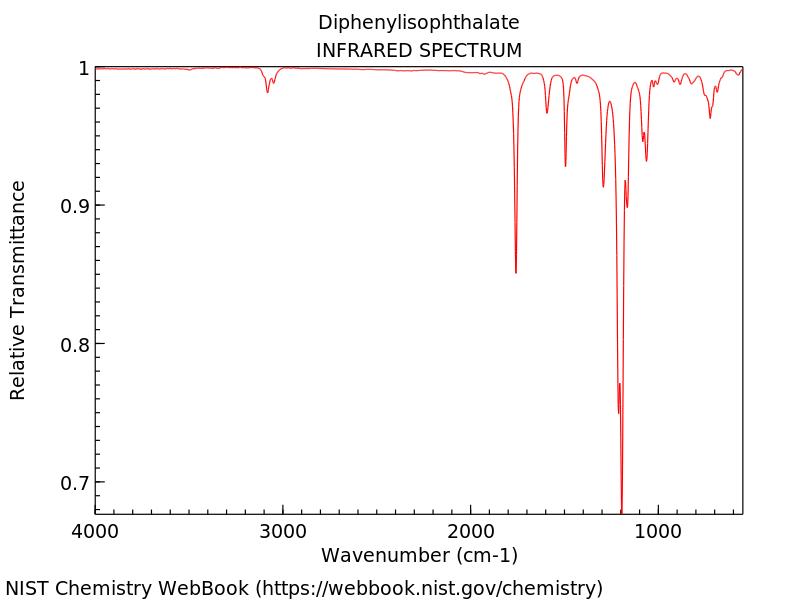 Diphenylisophthalate
INFRARED SPECTRUM
1
0.9
0.8
0.7
Relative Transmittance
4000 3000 2000 1000
Wavenumber (cm-1)
NIST Chemistry WebBook (https://webbook.nist.gov/chemistry)